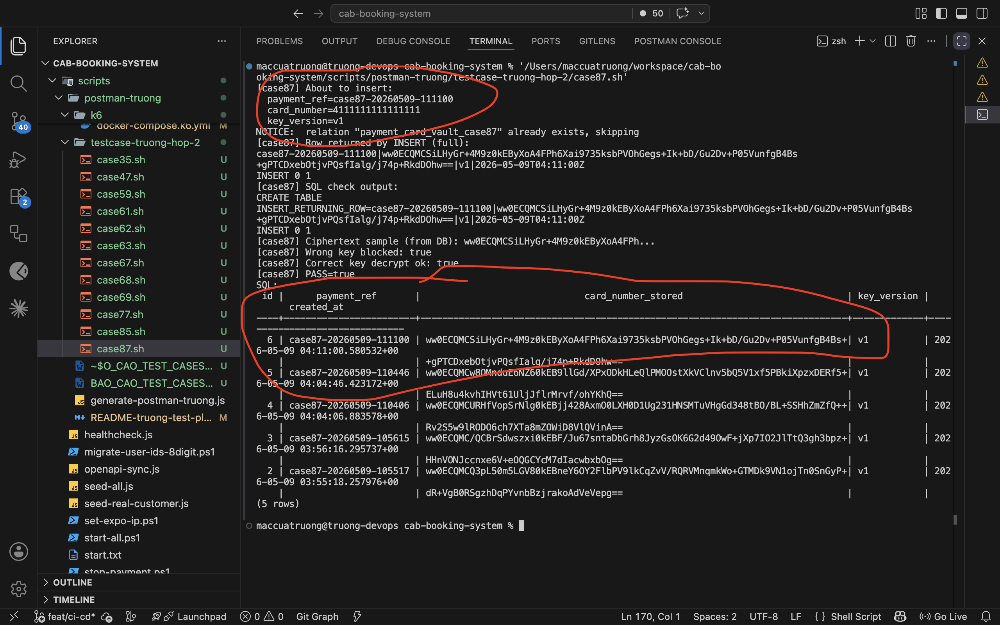 cab-booking-system
50
EXPLORER
PROBLEMS OUTPUT DEBUG CONSOLE TERMINAL PORTS GITLENS POSTMAN CONSOLE
zsh
CAB-BOOKING-SYSTEM
scripts
postman-truong
k6
docker-compose.k6.yml M
testcase-truong-hop-2
case35.sh U
case47.sh U
case59.sh U
case61.sh U
case62.sh U
case63.sh U
case67.sh U
case68.sh U
case69.sh U
case77.sh U
case85.sh U
case87.sh U
~$O_CAO_TEST_CASES... U
BAO_CAO_TEST_CASES... U
generate-postman-truong.js
README-truong-test-pl... M
healthcheck.js
migrate-user-ids-8digit.ps1
openapi-sync.js
seed-all.js
seed-real-customer.js
set-expo-ip.ps1
start-all.ps1
start.txt
stop-payment.ps1
OUTLINE
TIMELINE
40
2
maccuatruong@truong-devops cab-booking-system % '/Users/maccuatruong/workspace/cab-bo
oking-system/scripts/postman-truong/testcase-truong-hop-2/case87.sh'
[case87] About to insert:
payment_ref=case87-20260509-111100
card_number=4111111111111111
key_version=v1
NOTICE:  relation "payment_card_vault_case87" already exists, skipping
[case87] Row returned by INSERT (full):
case87-20260509-111100|ww0ECQMCSiLHyGr+4M9z0kEByXoA4FPh6Xai9735ksbPVOhGegs+Ik+bD/Gu2Dv+P05VunfgB4Bs
+gPTCDxebOtjvPQsfIalg/j74p+RkdDOhw==|v1|2026-05-09T04:11:00Z
INSERT 0 1
[case87] SQL check output:
CREATE TABLE
INSERT_RETURNING_ROW=case87-20260509-111100|ww0ECQMCSiLHyGr+4M9z0kEByXoA4FPh6Xai9735ksbPVOhGegs+Ik+bD/Gu2Dv+P05VunfgB4Bs
+gPTCDxebOtjvPQsfIalg/j74p+RkdDOhw==|v1|2026-05-09T04:11:00Z
INSERT 0 1
[case87] Ciphertext sample (from DB): ww0ECQMCSiLHyGr+4M9z0kEByXoA4FPh...
[case87] Wrong key blocked: true
[case87] Correct key decrypt ok: true
[case87] PASS=true
SQL:
id | payment_ref | card_number_stored | key_version |
created_at
----+-------------------------+------------------------------------------------------------------------------+-------------+----
---------------------------
6 | case87-20260509-111100 | ww0ECQMCSiLHyGr+4M9z0kEByXoA4FPh6Xai9735ksbPVOhGegs+Ik+bD/Gu2Dv+P05VunfgB4Bs+| v1 | 202
6-05-09 04:11:00.580532+00
| | +gPTCDxebOtjvPQsfIalg/j74p+RkdDOhw== | |
5 | case87-20260509-110446 | | v1 | 202
6-05-09 04:04:46.423172+00
| | ELuH8u4kvhIHVt61UljJflrMrvf/ohYKhQ== | |
4 | case87-20260509-110406 | ww0ECQMCURHfVopSrNlg0kEBjj428AxmO0LXH0D1Ug231HNSMTuVHgGd348tBO/BL+SSHhZmZfQ++| v1 | 202
6-05-09 04:04:06.883578+00
| | Rv2S5w9lRODO6ch7XTa8mZOWiD8VlQVinA== | |
3 | case87-20260509-105615 | ww0ECQMC/QCBrSdwszxi0kEBF/Ju67sntaDbGrh8JyzGsOK6G2d49OwF+jXp7IO2JlTtQ3gh3bpz+| v1 | 202
6-05-09 03:56:16.295737+00
| | HHnVONJccnxe6V+eOQGCYcM7dIacwbxbOg== | |
2 | case87-20260509-105517 | ww0ECQMCQ3pL50m5LGV80kEBneY6OY2FlbPV9lkCqZvV/RQRVMnqmkWo+GTMDk9VN1ojTn0SnGyP+| v1 | 202
6-05-09 03:55:18.257976+00
| | dR+VgB0RSgzhDqPYvnbBzjrakoAdVeVepg== | |
(5 rows)
maccuatruong@truong-devops cab-booking-system %
feat/ci-cd* Launchpad 0 0 Git Graph Ln 170, Col 1 Spaces: 2 UTF-8 LF {} Shell Script Go Live